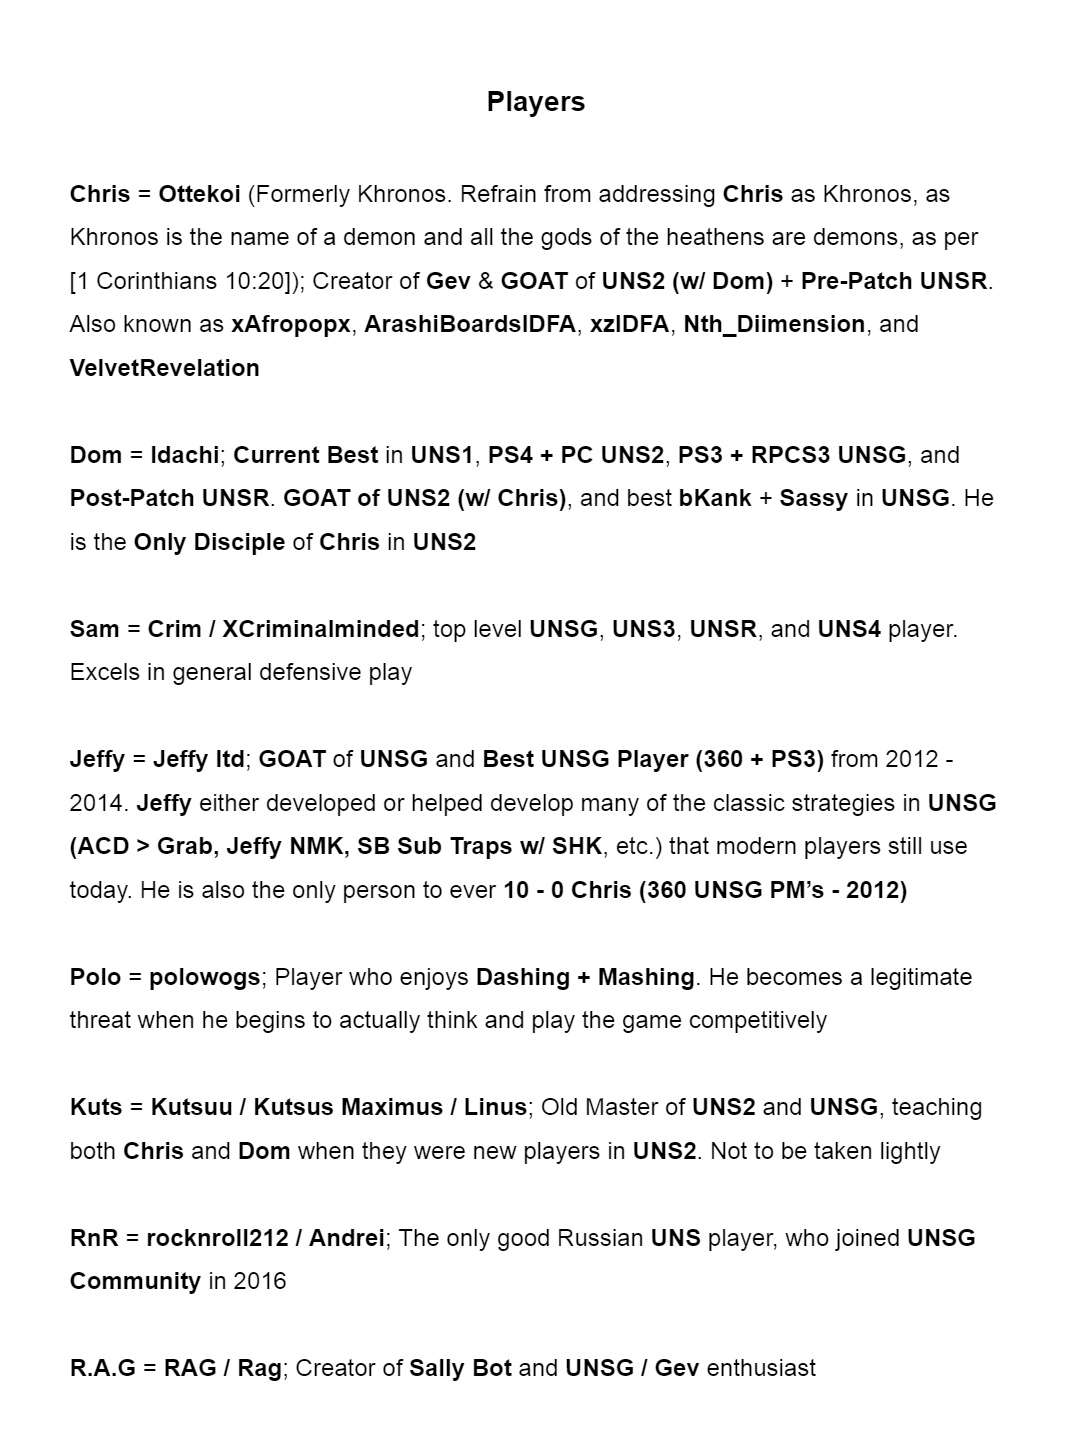 Players
Chris = Ottekoi (Formerly Khronos. Refrain from addressing Chris as Khronos, as
Khronos is the name of a demon and all the gods of the heathens are demons, as per
[1 Corinthians 10:20]); Creator of Gev & GOAT of UNS2 (w/ Dom) + Pre-Patch UNSR.
Also known as xAfropopx, ArashiBoardsIDFA, xzIDFA, Nth_Diimension, and
VelvetRevelation
Dom = Idachi; Current Best in UNS1, PS4 + PC UNS2, PS3 + RPCS3 UNSG, and
Post-Patch UNSR. GOAT of UNS2 (w/ Chris), and best bKank + Sassy in UNSG. He
is the Only Disciple of Chris in UNS2
Sam = Crim / XCriminalminded; top level UNSG, UNS3, UNSR, and UNS4 player.
Excels in general defensive play
Jeffy = Jeffy ltd; GOAT of UNSG and Best UNSG Player (360 + PS3) from 2012 -
2014. Jeffy either developed or helped develop many of the classic strategies in UNSG
(ACD > Grab, Jeffy NMK, SB Sub Traps w/ SHK, etc.) that modern players still use
today. He is also the only person to ever 10 - 0 Chris (360 UNSG PM’s - 2012)
Polo = polowogs; Player who enjoys Dashing + Mashing. He becomes a legitimate
threat when he begins to actually think and play the game competitively
Kuts = Kutsuu / Kutsus Maximus / Linus; Old Master of UNS2 and UNSG, teaching
both Chris and Dom when they were new players in UNS2. Not to be taken lightly
RnR = rocknroll212 / Andrei; The only good Russian UNS player, who joined UNSG
Community in 2016
R.A.G = RAG / Rag; Creator of Sally Bot and UNSG / Gev enthusiast